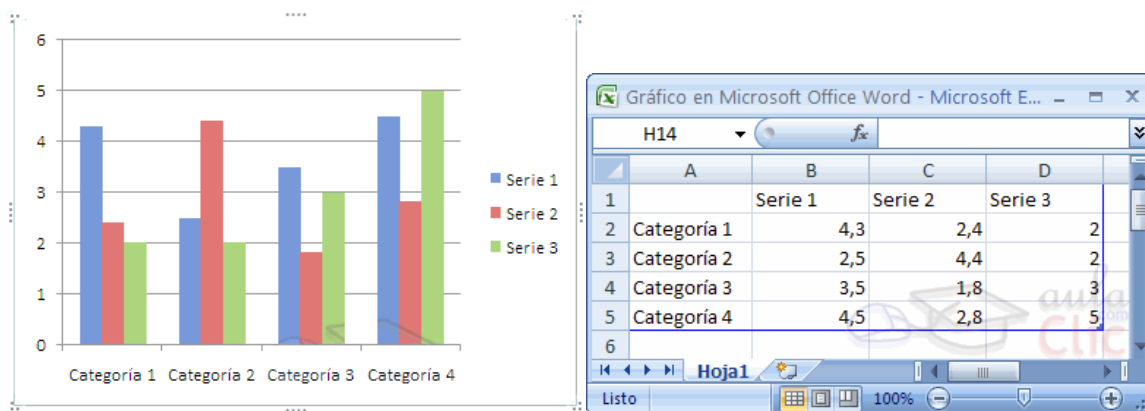 6
5
4
3
2
1
0
Categoría 1 Categoría 2 Categoría 3 Categoría 4
Serie 1
Serie 2
Serie 3
Gráfico en Microsoft Office Word - Microsoft E...
H14 fx
A B C D
1 Serie 1 Serie 2 Serie 3
2 Categoría 1 4,3 2,4 2
3 Categoría 2 2,5 4,4 2
4 Categoría 3 3,5 1,8 3
5 Categoría 4 4,5 2,8 5
6
aula
.com
Clic
Hoja1
Listo 100%